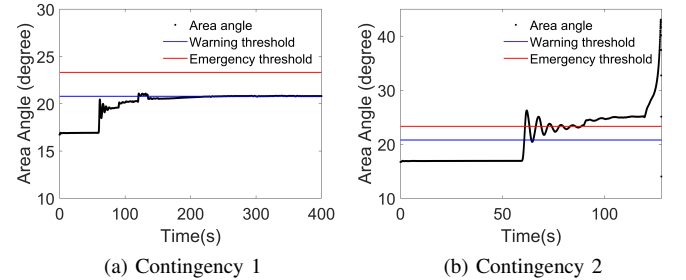 30
25
20
15
10
Area Angle (degree)
Area angle
Warning threshold
Emergency threshold
0
100
200
300
400
Time(s)
(a) Contingency 1
40
30
20
10
Area Angle (degree)
Area angle
Warning threshold
Emergency threshold
0
50
100
Time(s)
(b) Contingency 2